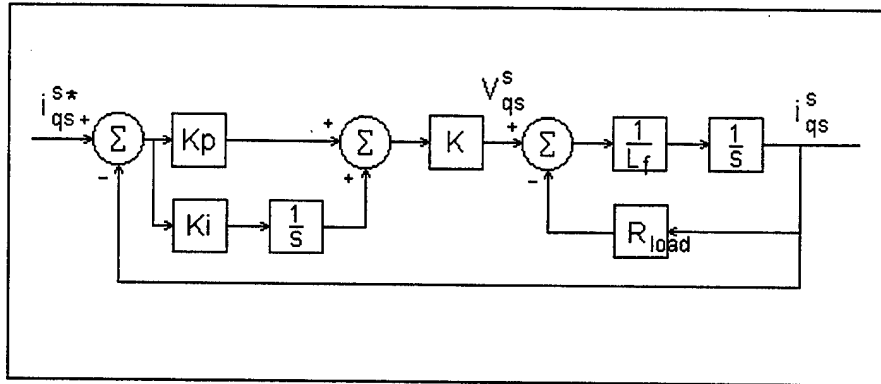 i^{s*}_{qs} +
-
Σ
Kp
Ki
1/s
+
+
Σ
K
V^s_{qs}
+
-
Σ
1/L_f
1/s
R_load
i^s_{qs}